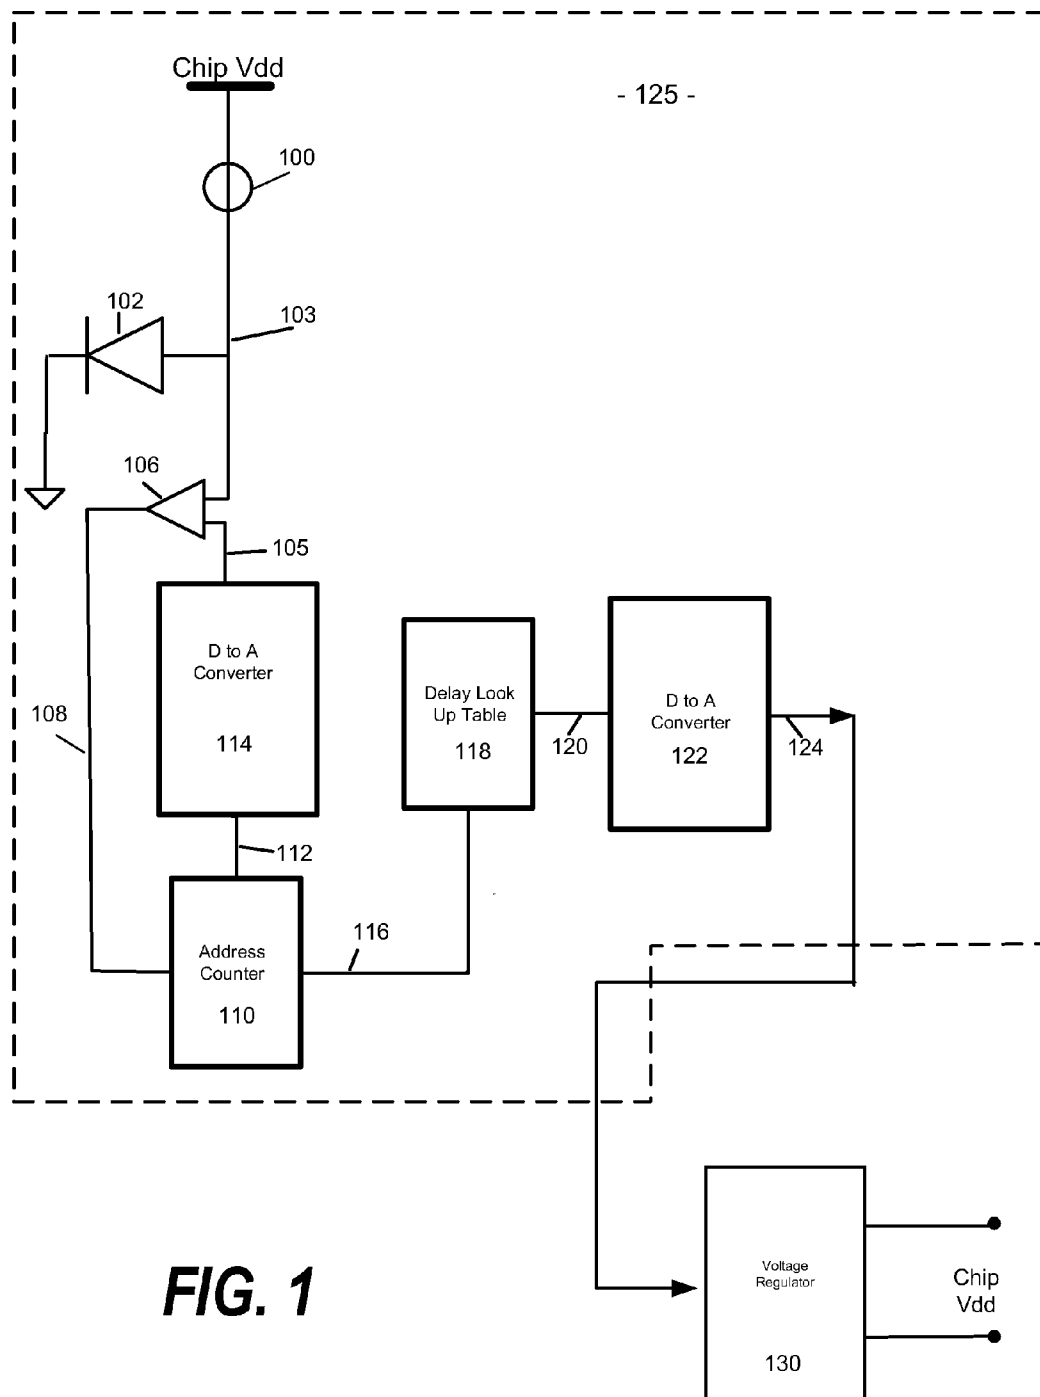 Chip Vdd
- 125 -
100
102
103
106
105
D to A
Converter
114
108
Delay Look
Up Table
118
120
D to A
Converter
122
124
112
116
Address
Counter
110
Voltage
Regulator
130
Chip
Vdd
FIG. 1